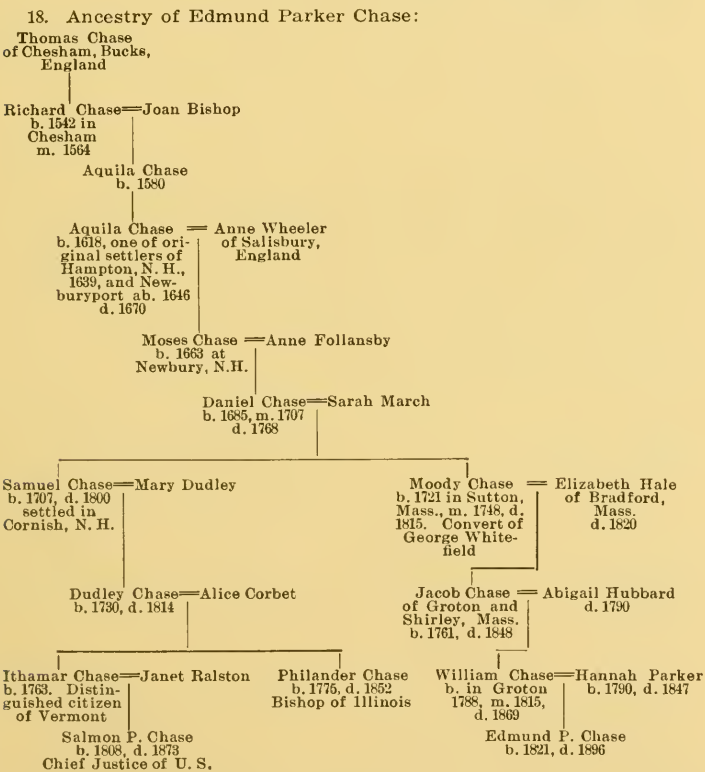 18. Ancestry of Edmund Parker Chase:
Thomas Chase
of Chesham, Bucks,
England
Richard Chase=Joan Bishop
b. 1542 in
Chesham
m. 1564
Aquila Chase
b. 1580
Aquila Chase = Anne Wheeler
b. 1618, one of ori-
ginal settlers of
Hampton, N. H.,
1639, and New-
buryport ab. 1646
d. 1670
of Salisbury,
England
Moses Chase =Anne Follansby
b. 1663 at
Newbury, N.H.
Daniel Chase=Sarah March
b. 1685, m. 1707
d. 1768
Samuel Chase=Mary Dudley
b. 1707, d. 1800
settled in
Cornish, N. H.
Moody Chase = Elizabeth Hale
b. 1721 in Sutton,
Mass., m. 1748, d.
1815. Convert of
George White-
field
of Bradford,
Mass.
d. 1820
Dudley Chase=Alice Corbet
b. 1730, d. 1814
Jacob Chase = Abigail Hubbard
of Groton and
Shirley, Mass.
b. 1761, d. 1848
d. 1790
Ithamar Chase=Janet Ralston
b. 1763. Distin-
guished citizen
of Vermont
Philander Chase
b. 1775, d. 1852
Bishop of Illinois
William Chase=Hannah Parker
b. in Groton
1788, m. 1815,
d. 1869
b. 1790, d. 1847
Salmon P. Chase
b. 1808, d. 1873
Chief Justice of U. S.
Edmund P. Chase
b. 1821, d. 1896